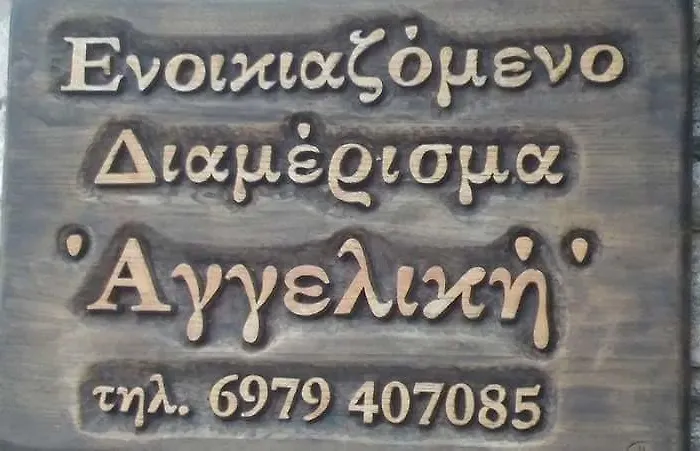 Ενοικιαζόμενο
Διαμέρισμα
'Αγγελική'
τηλ. 6979 407085